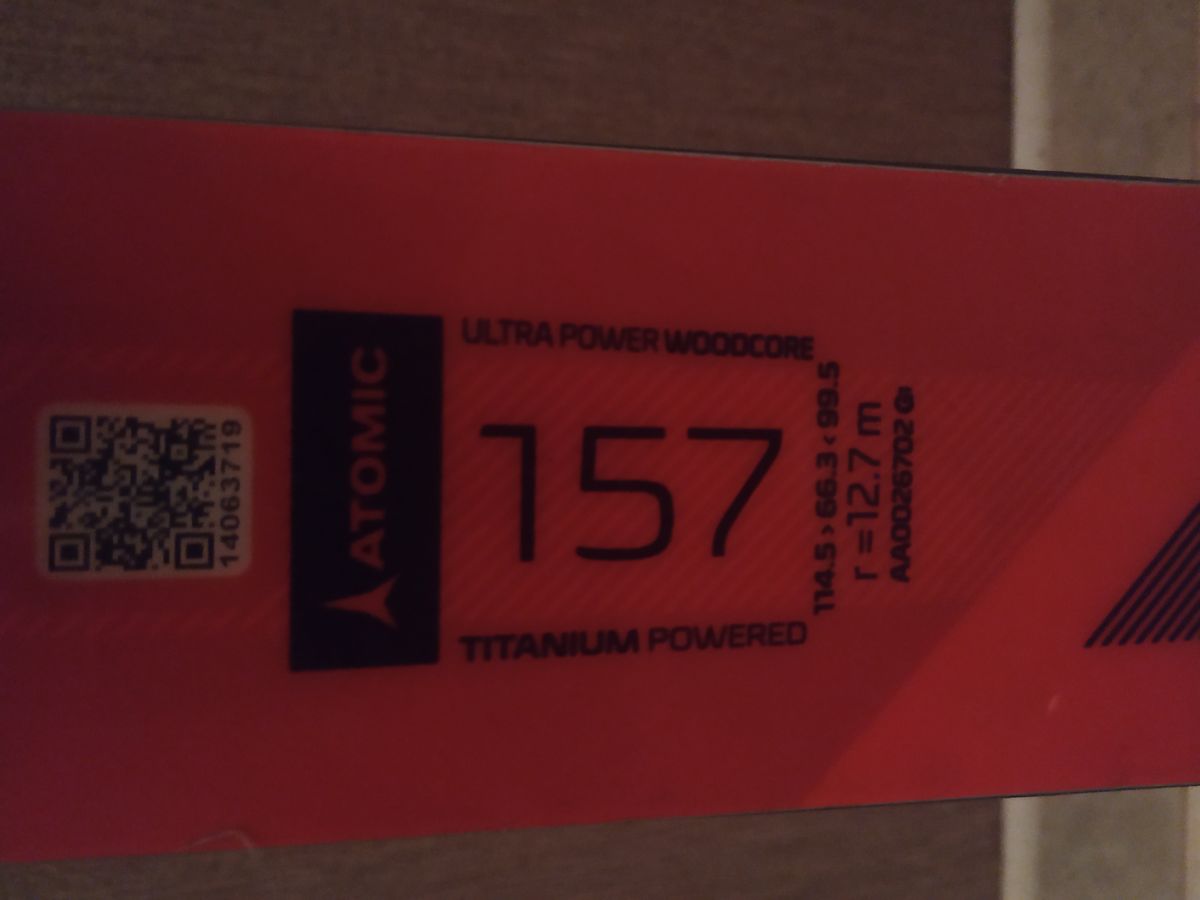 14063719
ATOMIC
ULTRA POWER WOODCORE
157
TITANIUM POWERED
114.5 > 66.3 < 99.5
r = 12.7 m
AA0026702 G